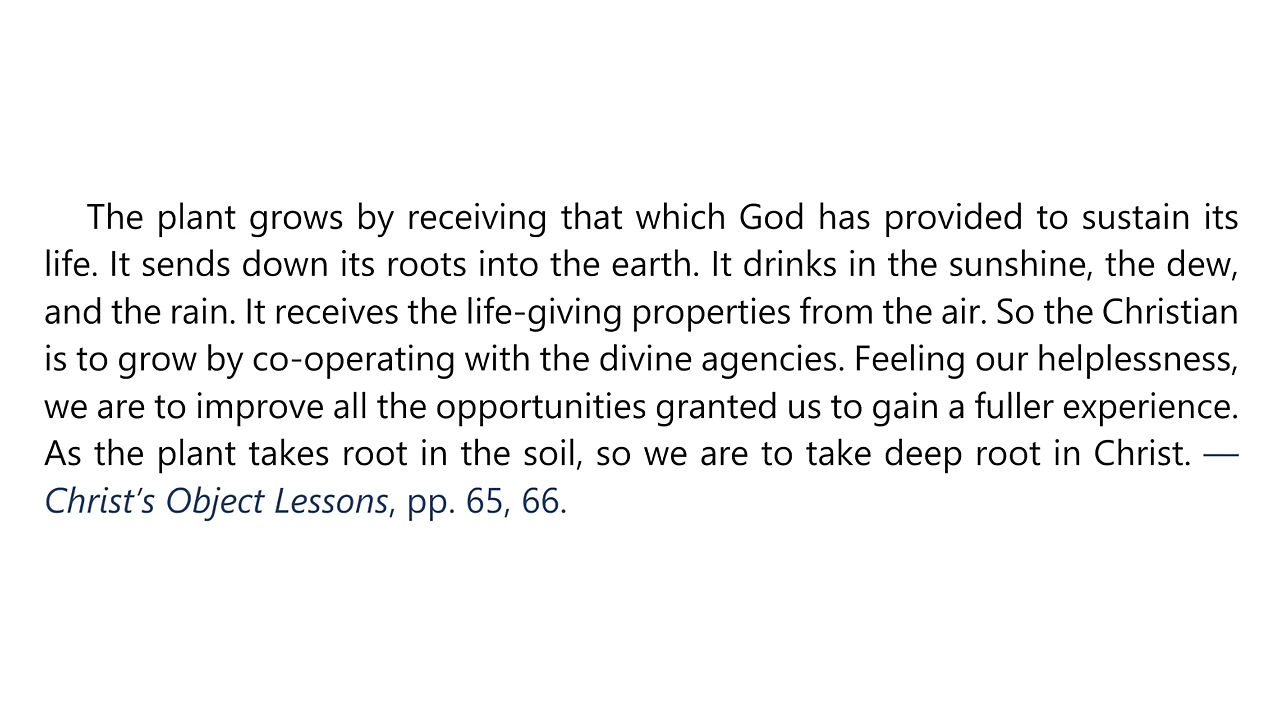 The plant grows by receiving that which God has provided to sustain its
life. It sends down its roots into the earth. It drinks in the sunshine, the dew,
and the rain. It receives the life-giving properties from the air. So the Christian
is to grow by co-operating with the divine agencies. Feeling our helplessness,
we are to improve all the opportunities granted us to gain a fuller experience.
As the plant takes root in the soil, so we are to take deep root in Christ. —
Christ’s Object Lessons, pp. 65, 66.